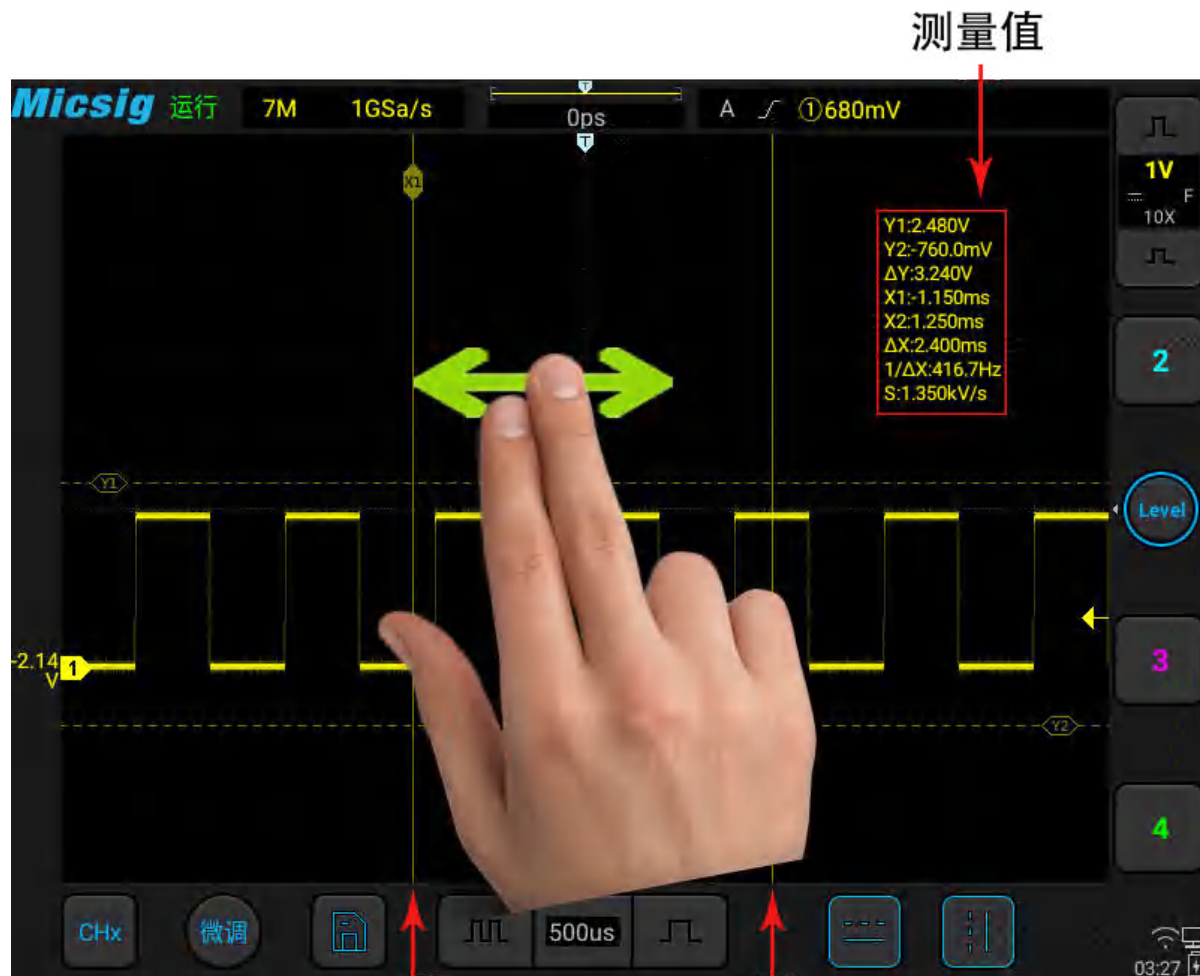 测量值
Micsig 运行 7M 1GSa/s 0ps A ①680mV
T
T
X1
1V
F
10X
Y1:2.480V
Y2:-760.0mV
ΔY:3.240V
X1:-1.150ms
X2:1.250ms
ΔX:2.400ms
1/ΔX:416.7Hz
S:1.350kV/s
2
Y1
Level
-2.14
V
1
3
Y2
4
CHx 微调 500us
03:27